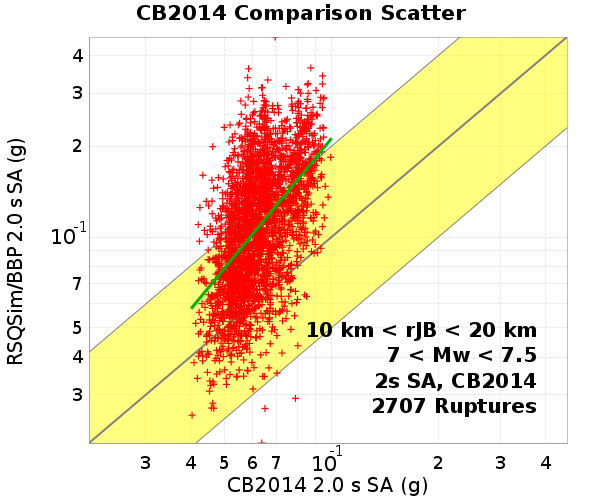 CB2014 Comparison Scatter
4
3
2
10-1
7
5
4
3
RSQSim/BBP 2.0 s SA (g)
10 km < rJB < 20 km
7 < Mw < 7.5
2s SA, CB2014
2707 Ruptures
3 4 5 6 7 10-1 2 3 4
CB2014 2.0 s SA (g)